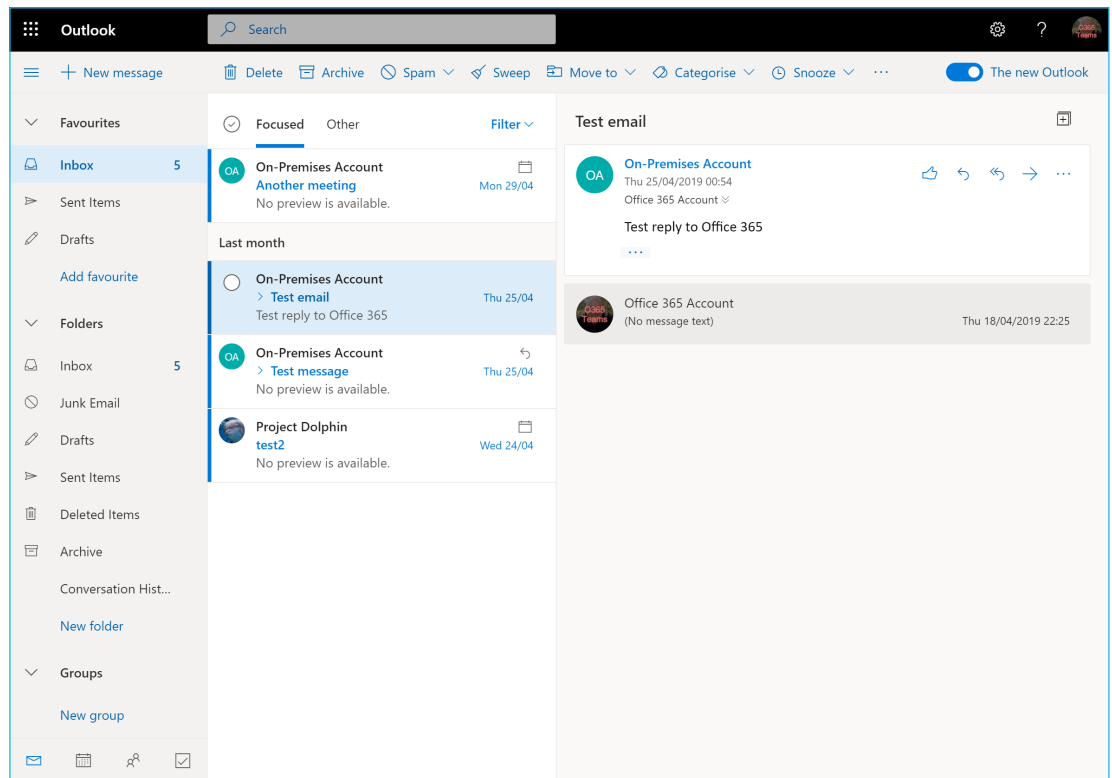 Outlook
Search
O365 Teams
New message
Delete
Archive
Spam
Sweep
Move to
Categorise
Snooze
The new Outlook
Favourites
Inbox 5
Sent Items
Drafts
Add favourite
Folders
Inbox 5
Junk Email
Drafts
Sent Items
Deleted Items
Archive
Conversation Hist...
New folder
Groups
New group
Focused Other Filter
OA
On-Premises Account
Another meeting Mon 29/04
No preview is available.
Last month
On-Premises Account
> Test email Thu 25/04
Test reply to Office 365
OA
On-Premises Account
> Test message Thu 25/04
No preview is available.
Project Dolphin
test2 Wed 24/04
No preview is available.
Test email
OA
On-Premises Account
Thu 25/04/2019 00:54
Office 365 Account
Test reply to Office 365
...
O365 Teams
Office 365 Account
(No message text) Thu 18/04/2019 22:25